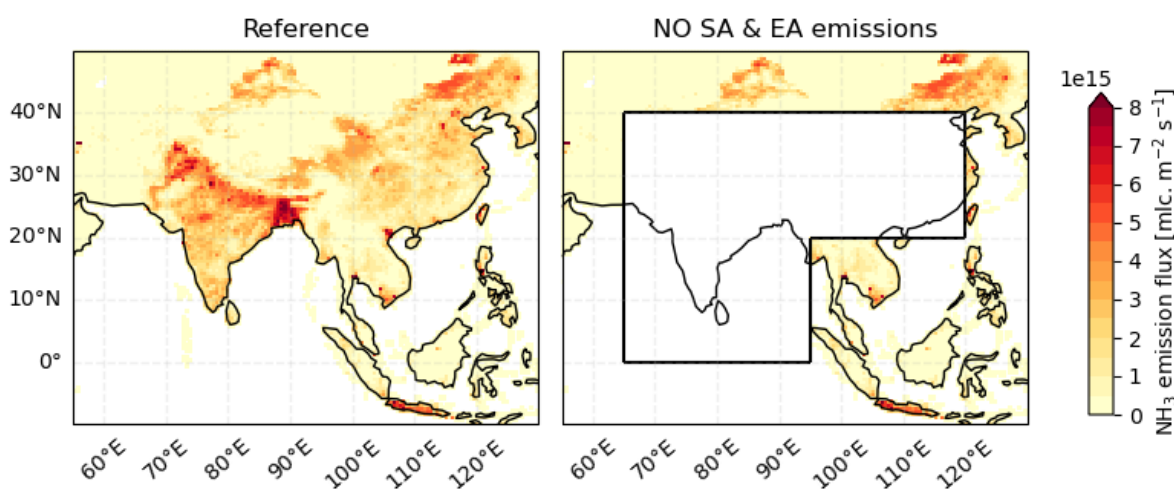 Reference
NO SA & EA emissions
40°N
30°N
20°N
10°N
0°
60°E
70°E
80°E
90°E
100°E
110°E
120°E
60°E
70°E
80°E
90°E
100°E
110°E
120°E
1e15
8
7
6
5
4
3
2
1
0
NH₃ emission flux [mlc. m⁻² s⁻¹]